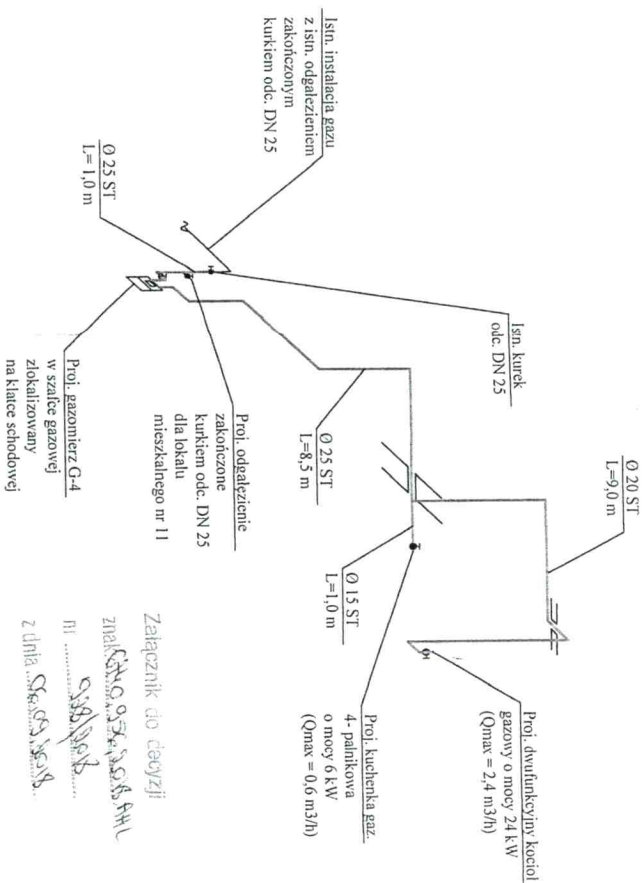 Istn. instalacja gazu
z istn. odgałęzieniem
zakończonym
kurkiem odc. DN 25
Ø 25 ST
L= 1,0 m
Istn. kurek
odc. DN 25
Ø 20 ST
L=9,0 m
Ø 25 ST
L=8,5 m
Ø 15 ST
L=1,0 m
Proj. dwufunkcyjny kocioł
gazowy o mocy 24 kW
(Qmax = 2,4 m3/h)
Proj. kuchenka gaz.
4- palnikowa
o mocy 6 kW
(Qmax = 0,6 m3/h)
Proj. odgałęzienie
zakończone
kurkiem odc. DN 25
dla lokalu
mieszkalnego nr 11
Proj. gazomierz G-4
w szafce gazowej
zlokalizowany
na klatce schodowej
Załącznik do decyzji
znak
nr
z dnia